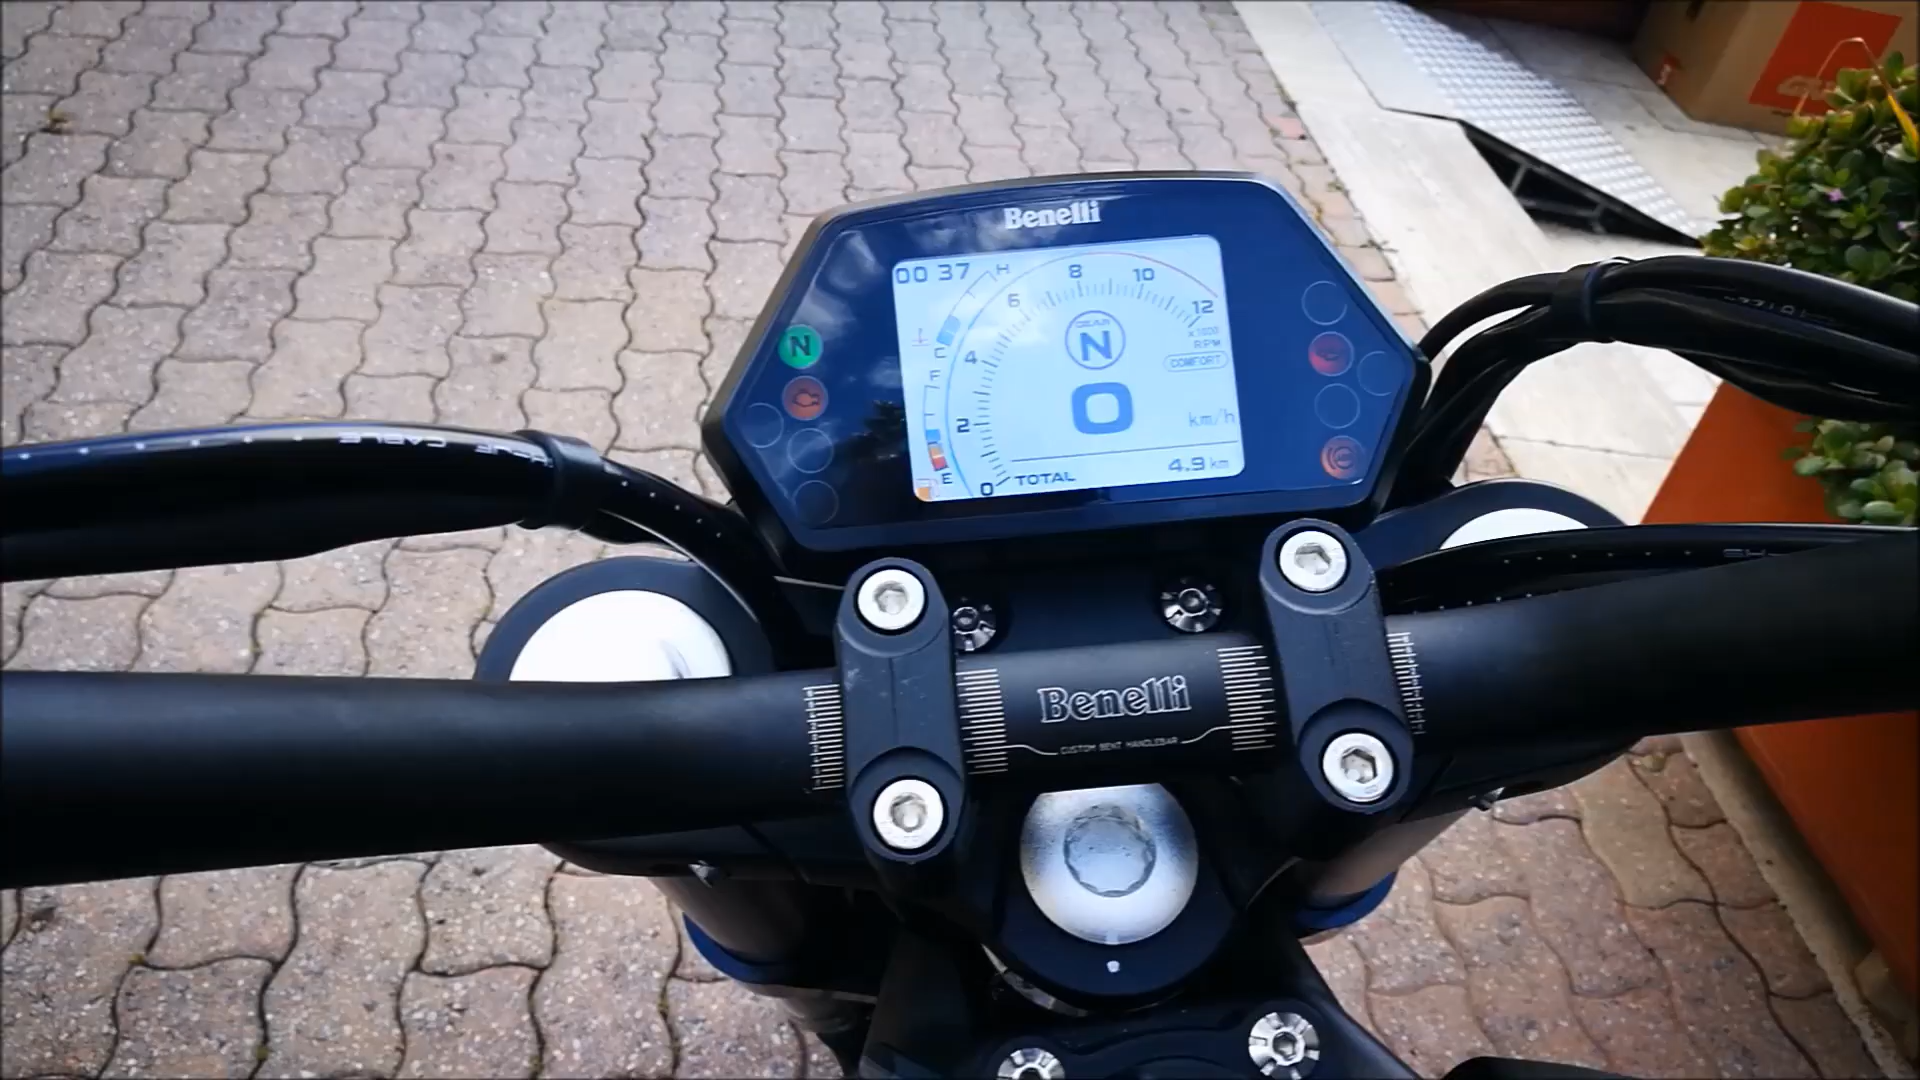 Benelli
00 37
H
8
10
6
12
x1000
RPM
GEAR
N
N
C
4
COMFORT
F
0
2
km/h
E
0
TOTAL
4.9 km
CABLE
Benelli
CUSTOM BENT HANDLEBAR